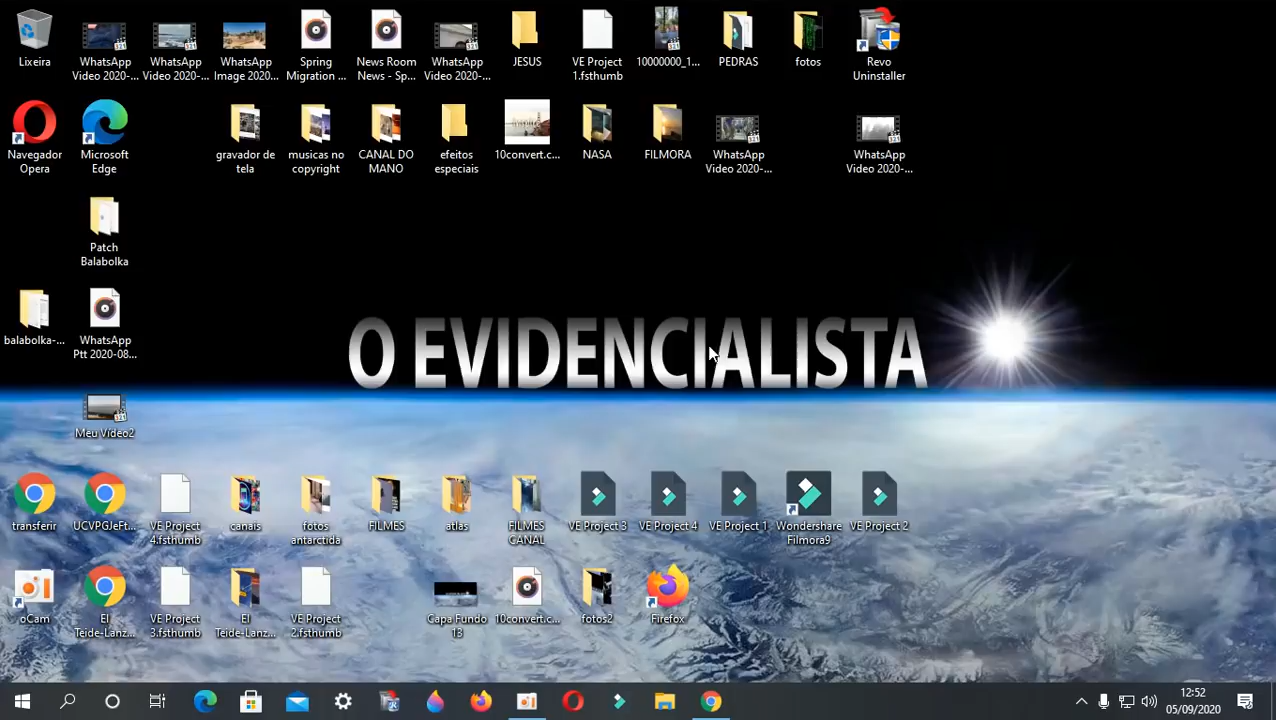 Lixeira
WhatsApp
Video 2020-...
WhatsApp
Video 2020-...
WhatsApp
Image 2020...
Spring
Migration ...
News Room
News - Sp...
WhatsApp
Video 2020-...
JESUS
VE Project
1.fsthumb
10000000_1...
PEDRAS
fotos
Revo
Uninstaller
Navegador
Opera
Microsoft
Edge
gravador de
tela
musicas no
copyright
CANAL DO
MANO
efeitos
especiais
10convert.c...
NASA
FILMORA
WhatsApp
Video 2020-...
WhatsApp
Video 2020-...
Patch
Balabolka
balabolka-...
WhatsApp
Ptt 2020-08...
O EVIDENCIALISTA
Meu Vídeo2
transferir
UCVPGJeFt...
VE Project
4.fsthumb
canais
fotos
antarctida
FILMES
atlas
FILMES
CANAL
VE Project 3
VE Project 4
VE Project 1
Wondershare
Filmora9
VE Project 2
oCam
El
Teide-Lanz...
VE Project
3.fsthumb
El
Teide-Lanz...
VE Project
2.fsthumb
Capa Fundo
13
10convert.c...
fotos2
Firefox
12:52
05/09/2020